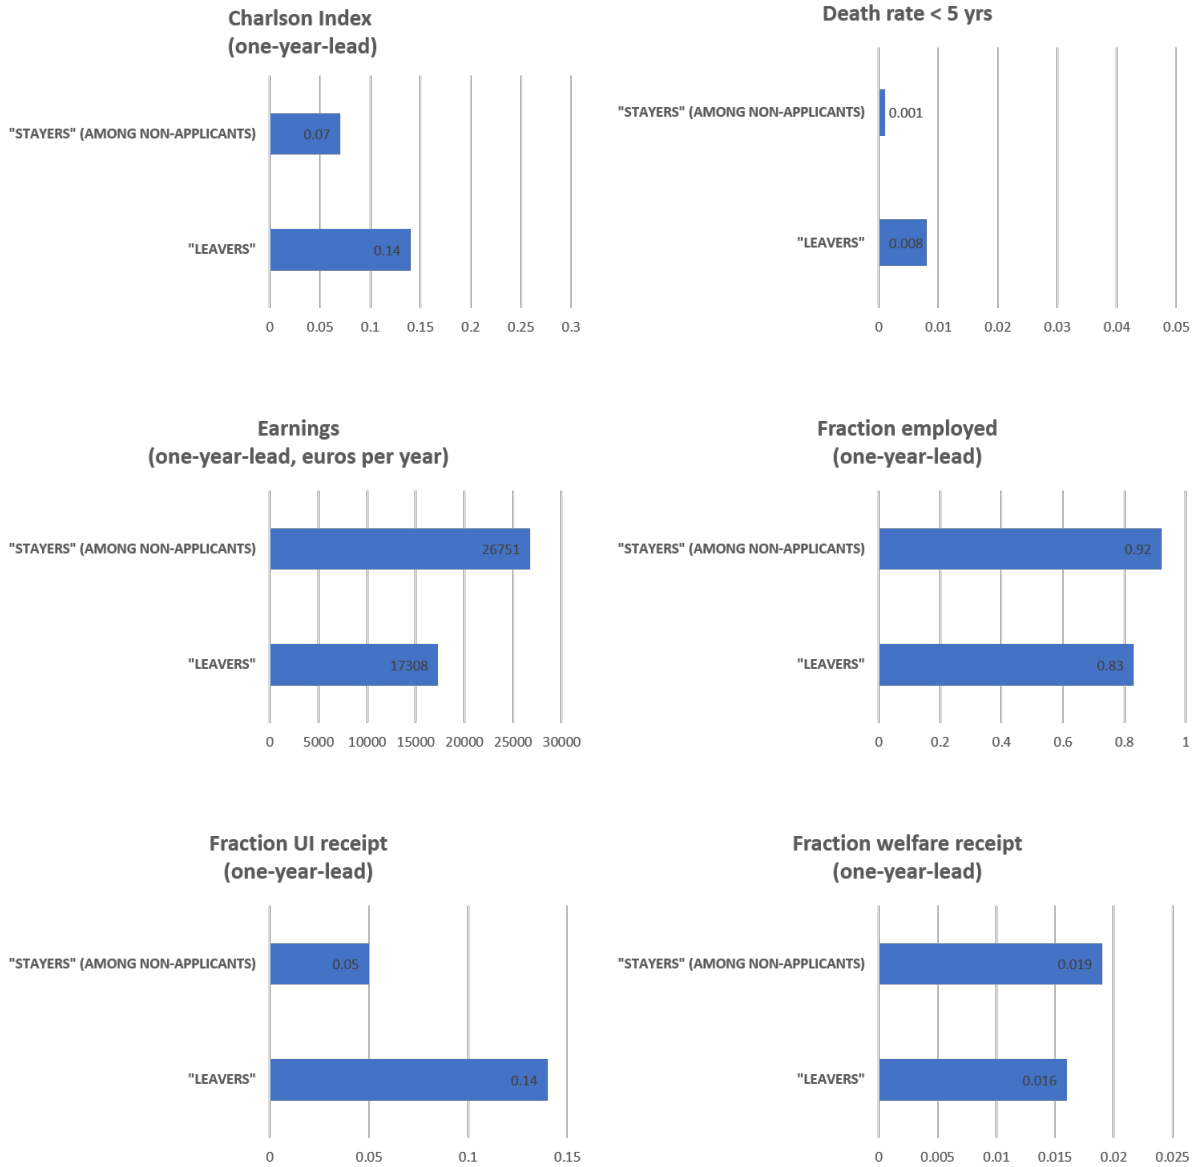 Charlson Index
(one-year-lead)
"STAYERS" (AMONG NON-APPLICANTS)
0.07
"LEAVERS"
0.14
0 0.05 0.1 0.15 0.2 0.25 0.3
Death rate < 5 yrs
"STAYERS" (AMONG NON-APPLICANTS)
0.001
"LEAVERS"
0.008
0 0.01 0.02 0.03 0.04 0.05
Earnings
(one-year-lead, euros per year)
"STAYERS" (AMONG NON-APPLICANTS)
26751
"LEAVERS"
17308
0 5000 10000 15000 20000 25000 30000
Fraction employed
(one-year-lead)
"STAYERS" (AMONG NON-APPLICANTS)
0.92
"LEAVERS"
0.83
0 0.2 0.4 0.6 0.8 1
Fraction UI receipt
(one-year-lead)
"STAYERS" (AMONG NON-APPLICANTS)
0.05
"LEAVERS"
0.14
0 0.05 0.1 0.15
Fraction welfare receipt
(one-year-lead)
"STAYERS" (AMONG NON-APPLICANTS)
0.019
"LEAVERS"
0.016
0 0.005 0.01 0.015 0.02 0.025